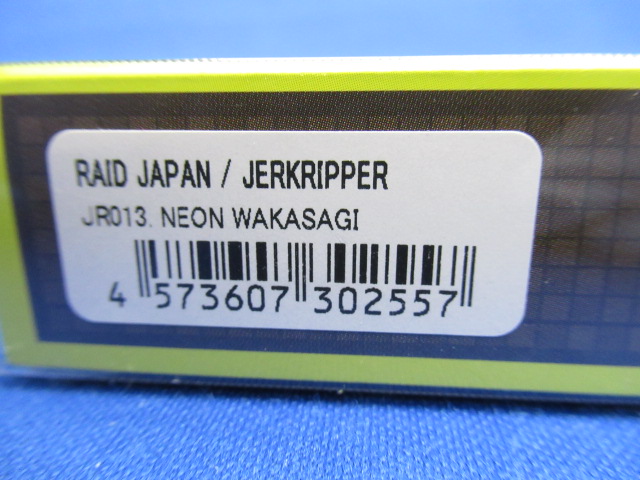 RAID JAPAN / JERKRIPPER
JR013. NEON WAKASAGI
4 573607 302557